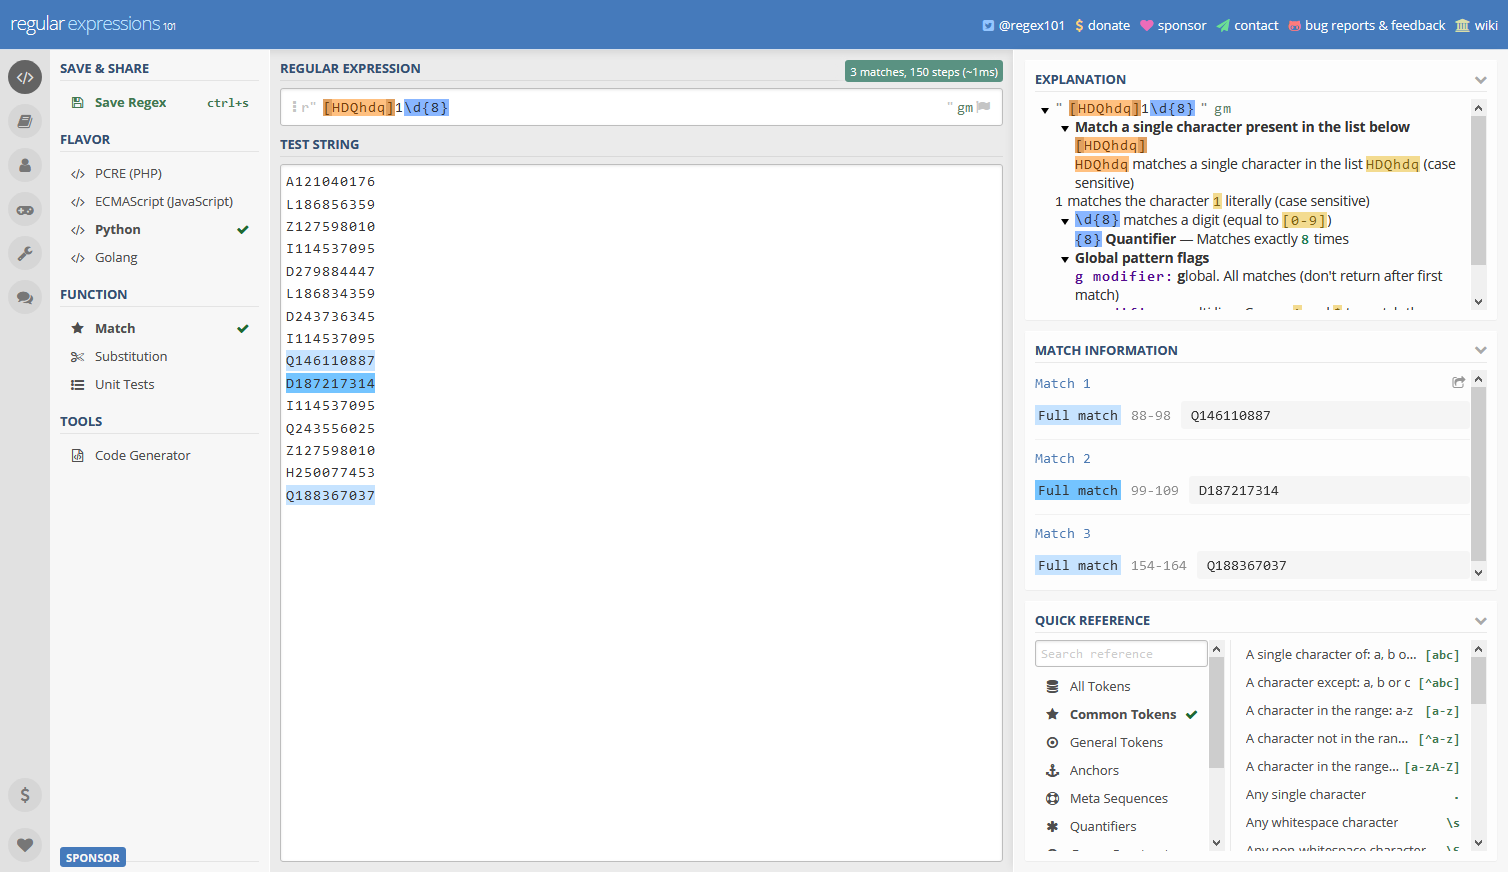 regular expressions 101
@regex101 donate sponsor contact bug reports & feedback wiki
SAVE & SHARE
Save Regex ctrl+s
FLAVOR
PCRE (PHP)
ECMAScript (JavaScript)
Python
Golang
FUNCTION
Match
Substitution
Unit Tests
TOOLS
Code Generator
SPONSOR
REGULAR EXPRESSION
3 matches, 150 steps (~1ms)
r" [HDQhdq]1\d{8} " gm
TEST STRING
A121040176
L186856359
Z127598010
I114537095
D279884447
L186834359
D243736345
I114537095
Q146110887
D187217314
I114537095
Q243556025
Z127598010
H250077453
Q188367037
EXPLANATION
" [HDQhdq]1\d{8} " gm
Match a single character present in the list below
[HDQhdq]
HDQhdq matches a single character in the list HDQhdq (case
sensitive)
1 matches the character 1 literally (case sensitive)
\d{8} matches a digit (equal to [0-9])
{8} Quantifier — Matches exactly 8 times
Global pattern flags
g modifier: global. All matches (don't return after first
match)
MATCH INFORMATION
Match 1
Full match 88-98 Q146110887
Match 2
Full match 99-109 D187217314
Match 3
Full match 154-164 Q188367037
QUICK REFERENCE
Search reference
All Tokens
Common Tokens
General Tokens
Anchors
Meta Sequences
Quantifiers
A single character of: a, b o... [abc]
A character except: a, b or c [^abc]
A character in the range: a-z [a-z]
A character not in the ran... [^a-z]
A character in the range... [a-zA-Z]
Any single character .
Any whitespace character \s
Any non-whitespace character \S